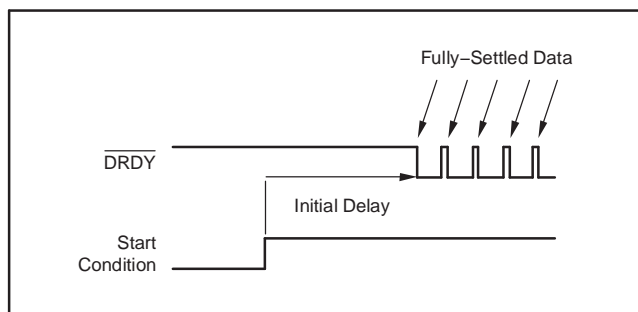 Fully−Settled Data
DRDY
Initial Delay
Start
Condition